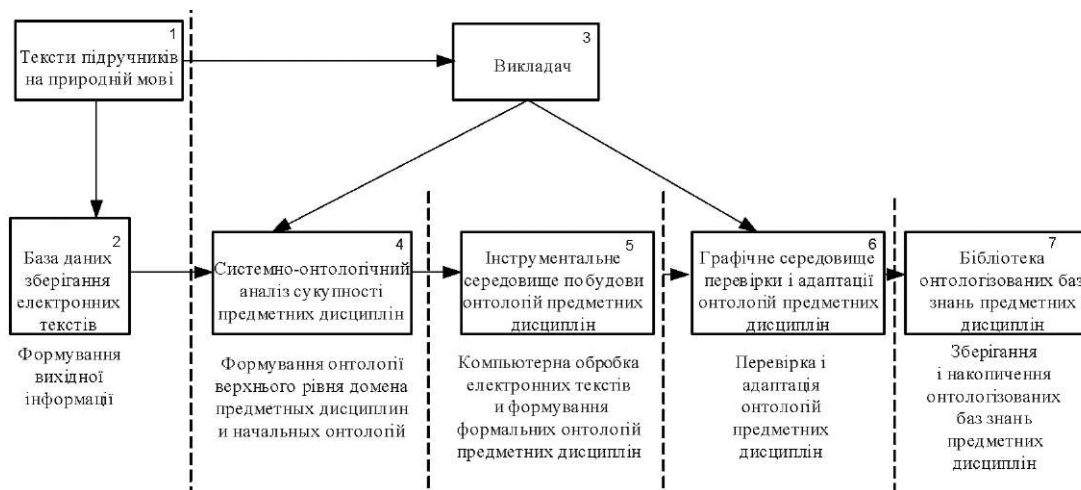 1
Тексти підручників
на природній мові
3
Викладач
2
База даних
зберігання
електронних
текстів
4
Системно-онтологічний
аналіз сукупності
предметних дисциплін
5
Інструментальне
середовище побудови
онтологій предметних
дисциплін
6
Графічне середовище
перевірки і адаптації
онтологій предметних
дисциплін
7
Бібліотека
онтологізованих баз
знань предметних
дисциплін
Формування
вихідної
інформації
Формування онтології
верхнього рівня домена
предметных дисциплин
и начальных онтологій
Компьютерна обробка
електронних текстів
и формування
формальних онтологій
предметних дисциплін
Перевірка і
адаптація
онтологій
предметних
дисциплін
Зберігання
і накопичення
онтологізованих
баз знань
предметних
дисциплін